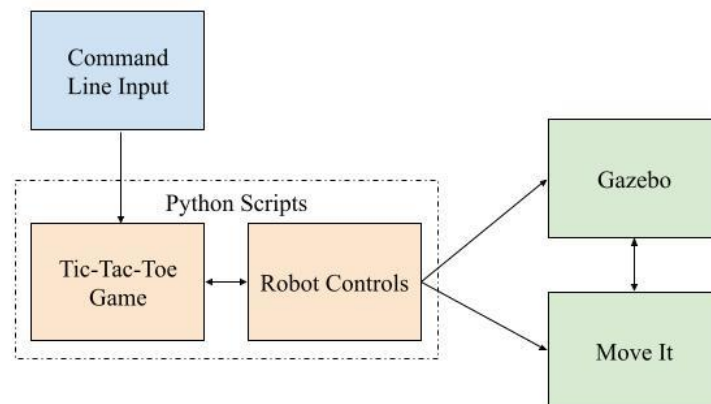 Command
Line Input
Python Scripts
Tic-Tac-Toe
Game
Robot Controls
Gazebo
Move It